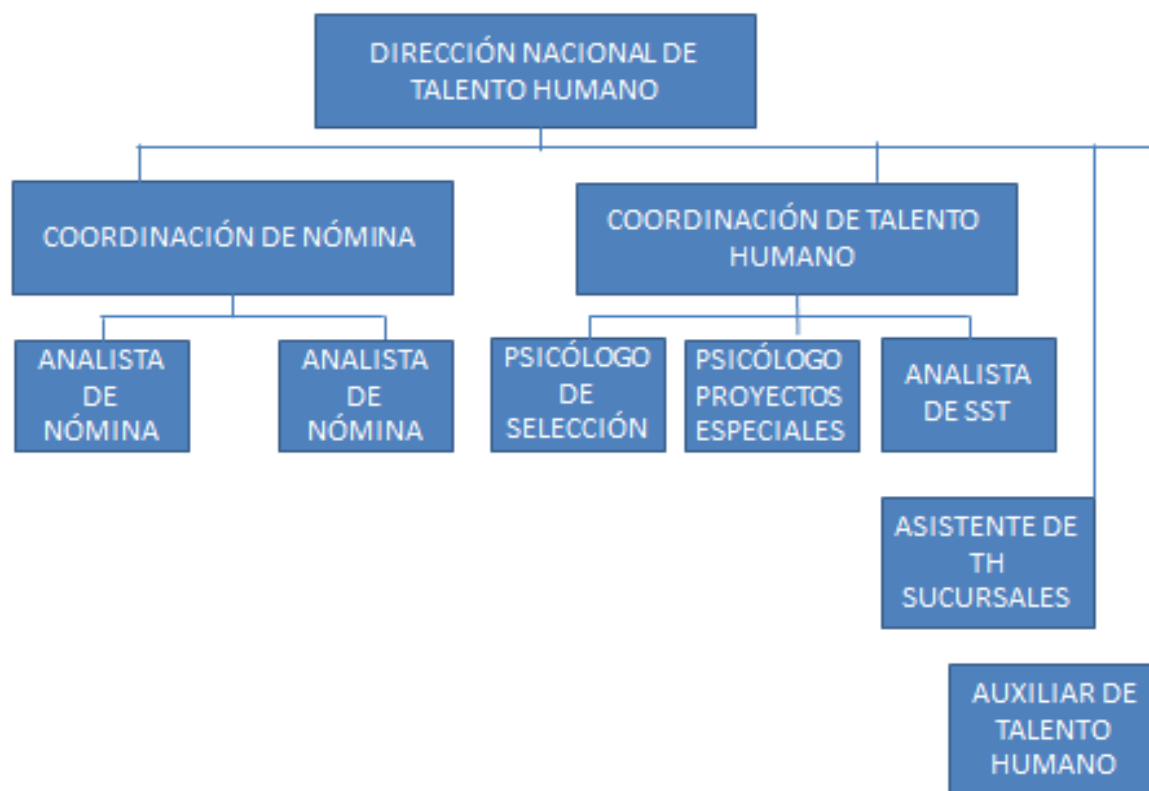 DIRECCIÓN NACIONAL DE
TALENTO HUMANO
COORDINACIÓN DE NÓMINA
COORDINACIÓN DE TALENTO
HUMANO
ANALISTA
DE
NÓMINA
ANALISTA
DE
NÓMINA
PSICÓLOGO
DE
SELECCIÓN
PSICÓLOGO
PROYECTOS
ESPECIALES
ANALISTA
DE SST
ASISTENTE DE
TH
SUCURSALES
AUXILIAR DE
TALENTO
HUMANO